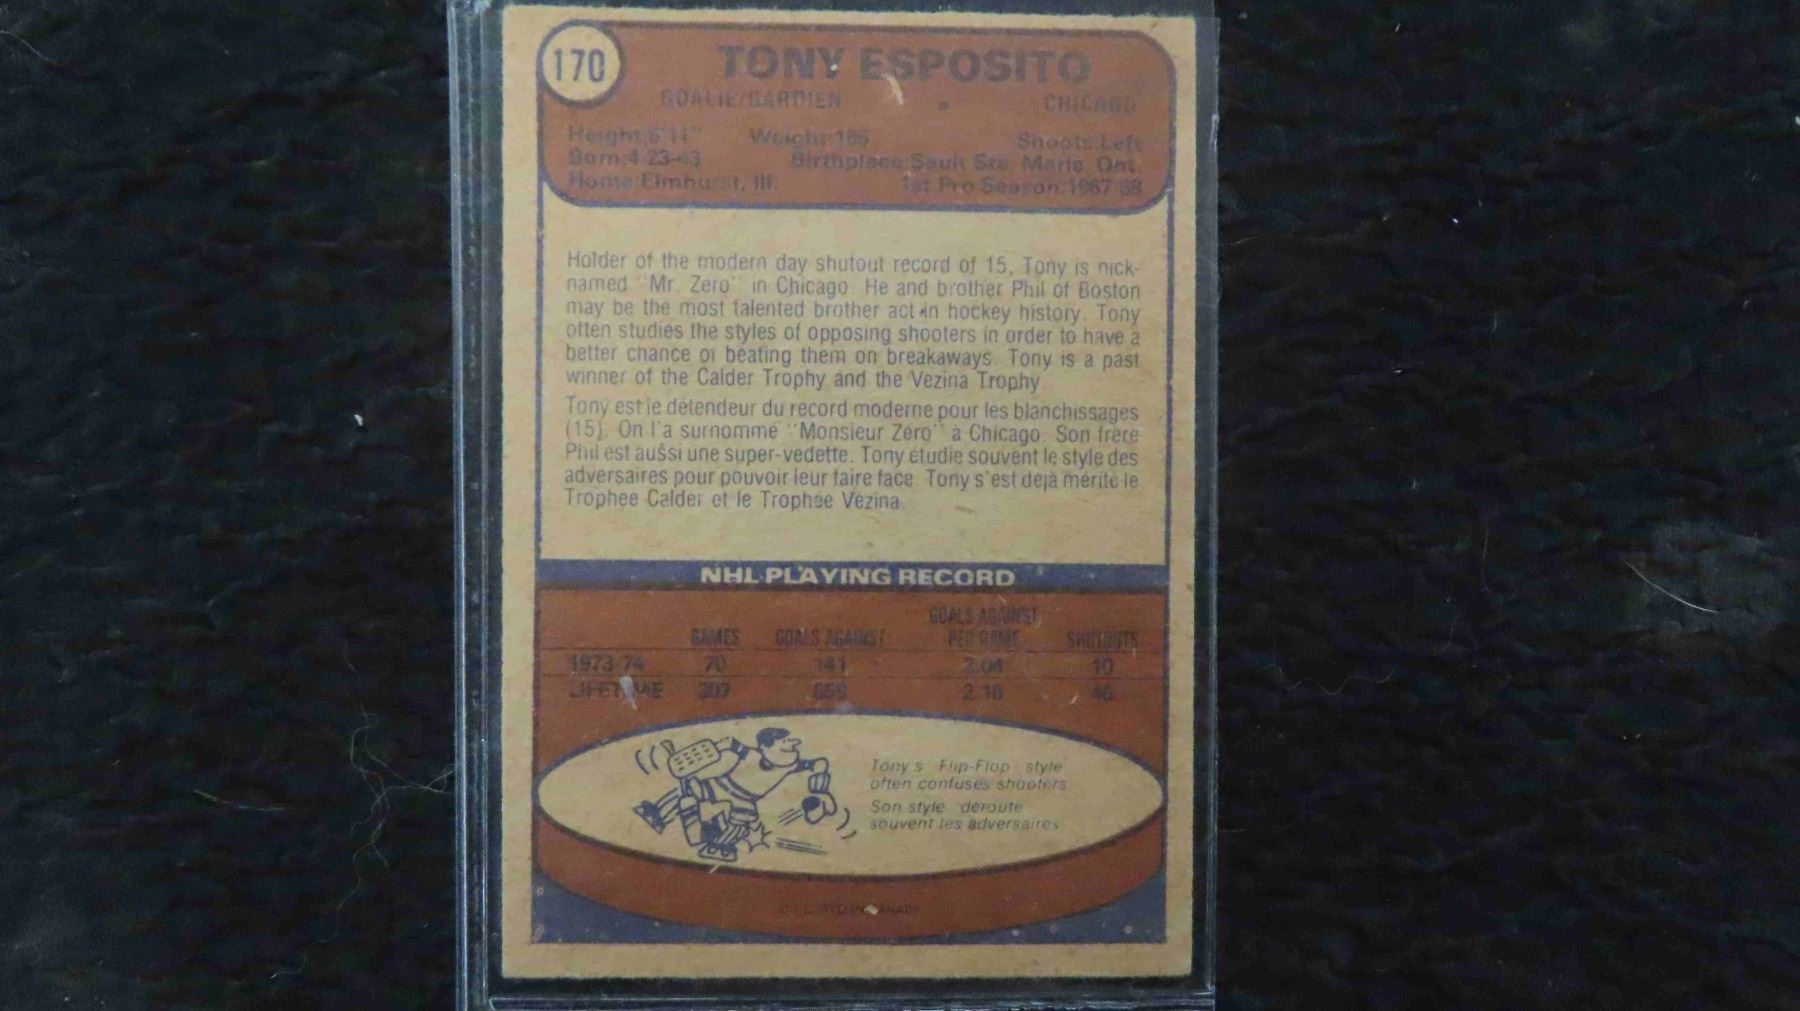 170
TONY ESPOSITO
GOALIE/GARDIEN CHICAGO
Height:5'11" Weight:185 Shoots:Left
Born:4-23-43 Birthplace:Sault Ste. Marie Ont.
Home:Elmhurst, Ill. 1st Pro Season:1967-68
Holder of the modern day shutout record of 15, Tony is nick-
named "Mr. Zero" in Chicago. He and brother Phil of Boston
may be the most talented brother act in hockey history. Tony
often studies the styles of opposing shooters in order to have a
better chance of beating them on breakaways. Tony is a past
winner of the Calder Trophy and the Vezina Trophy
Tony est le détendeur du record moderne pour les blanchissages
(15). On l'a surnommé "Monsieur Zéro" à Chicago. Son frère
Phil est aussi une super-vedette. Tony étudie souvent le style des
adversaires pour pouvoir leur faire face. Tony s'est déjà mérité le
Trophée Calder et le Trophée Vézina.
NHL PLAYING RECORD
GOALS AGAINST
GAMES GOALS AGAINST PER GAME SHUTOUTS
1973-74 70 141 2.04 10
LIFETIME 307 2.18
Tony's Flip-Flop style
often confuses shooters
Son style déroute
souvent les adversaires